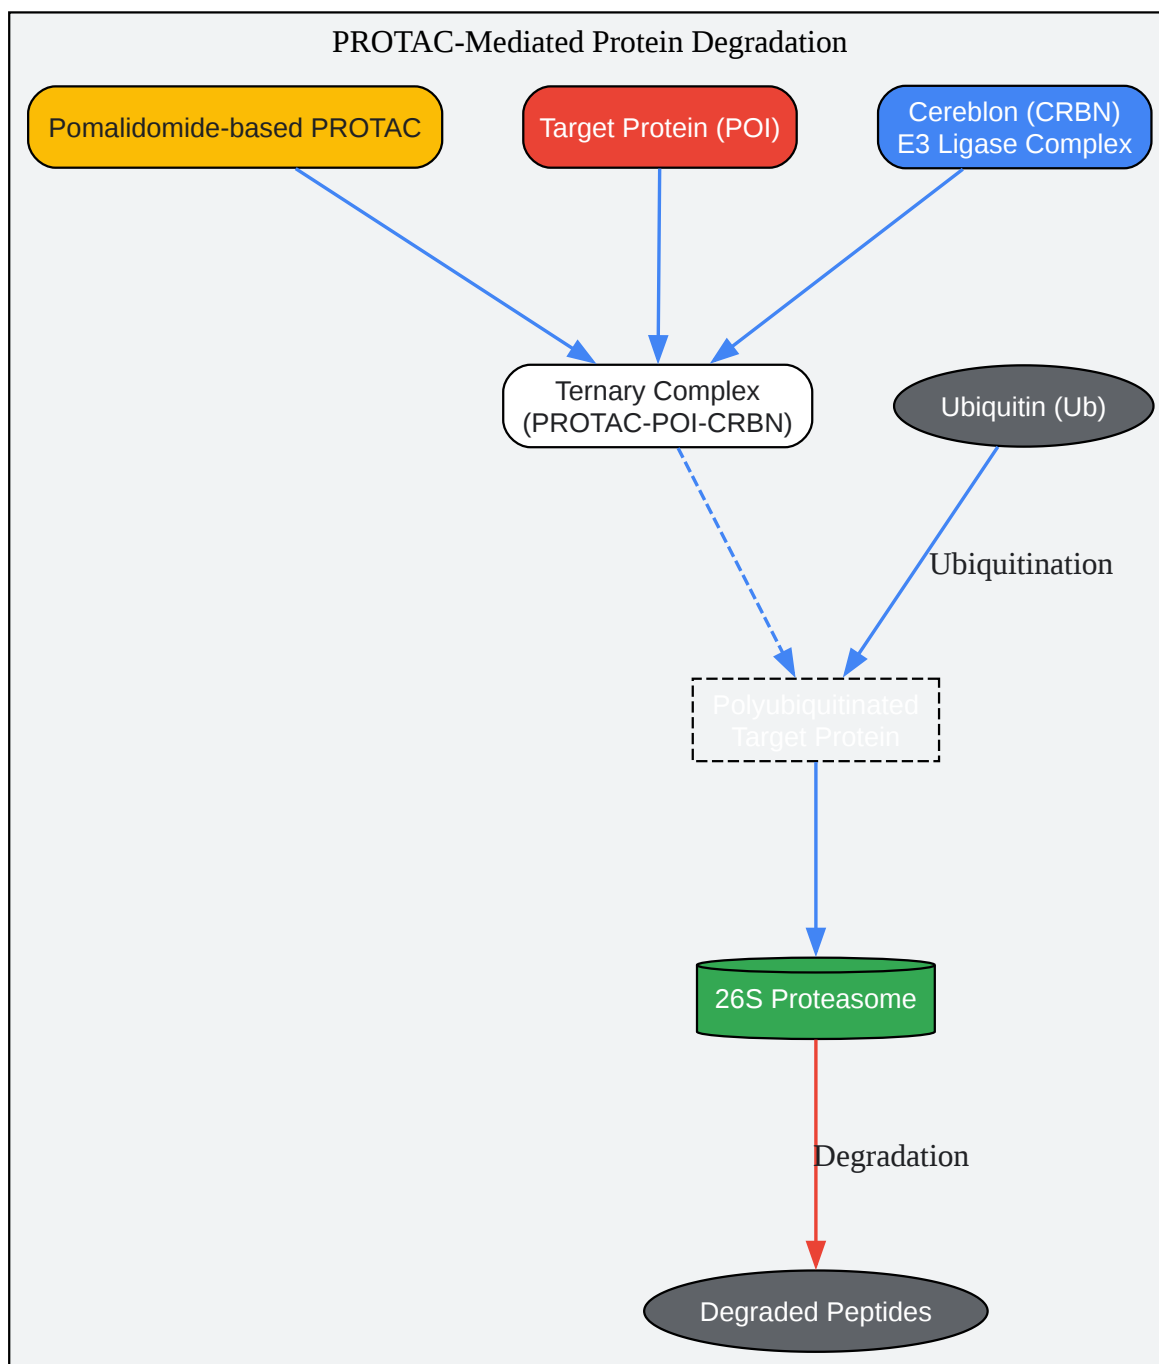 PROTAC-Mediated Protein Degradation
Pomalidomide-based PROTAC
Target Protein (POI)
Cereblon (CRBN)
E3 Ligase Complex
Ternary Complex
(PROTAC-POI-CRBN)
Ubiquitin (Ub)
Ubiquitination
Polyubiquitinated
Target Protein
26S Proteasome
Degradation
Degraded Peptides